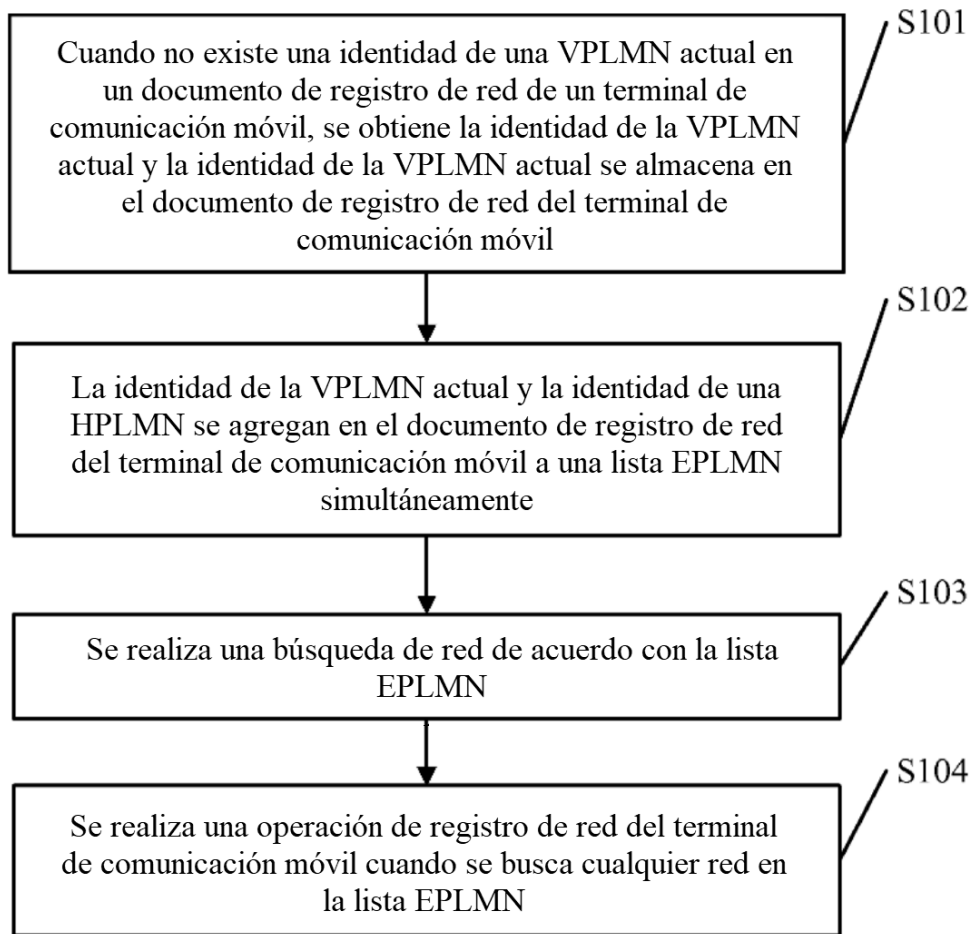 S101
Cuando no existe una identidad de una VPLMN actual en
un documento de registro de red de un terminal de
comunicación móvil, se obtiene la identidad de la VPLMN
actual y la identidad de la VPLMN actual se almacena en
el documento de registro de red del terminal de
comunicación móvil
S102
La identidad de la VPLMN actual y la identidad de una
HPLMN se agregan en el documento de registro de red
del terminal de comunicación móvil a una lista EPLMN
simultáneamente
S103
Se realiza una búsqueda de red de acuerdo con la lista
EPLMN
S104
Se realiza una operación de registro de red del terminal
de comunicación móvil cuando se busca cualquier red en
la lista EPLMN